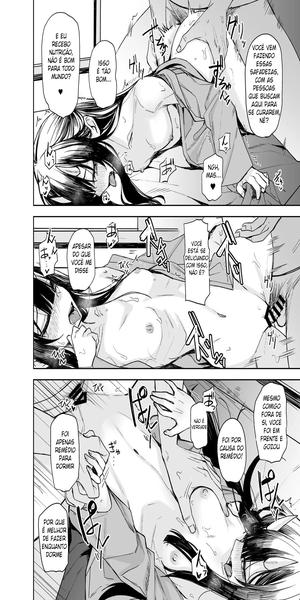 VOCÊ VEM
FAZENDO
ESSAS
SAFADEZAS,
COM AS
PESSOAS
QUE BUSCAM
AQUI PARA
SE CURAREM,
NÉ?
ISSO
É TÃO
BOM...
E EU
RECEBO
NUTRIÇÃO,
NÃO É BOM
PARA TODO
MUNDO?
♥
NGH,
MAS...
♥
VOCÊ
ESTÁ SE
DELICIANDO
COM ISSO,
NÃO É?
APESAR
DO QUE
VOCÊ ME
DISSE
MESMO
COMIGO
FORA DE
SI, VOCÊ FOI
EM FRENTE
E GOZOU
NÃO É
VERDADE!
FOI POR
CAUSA DO
REMÉDIO!
FOI
APENAS
REMÉDIO
PARA
DORMIR
POR QUE É
MELHOR
DE FAZER
ENQUANTO
DORME